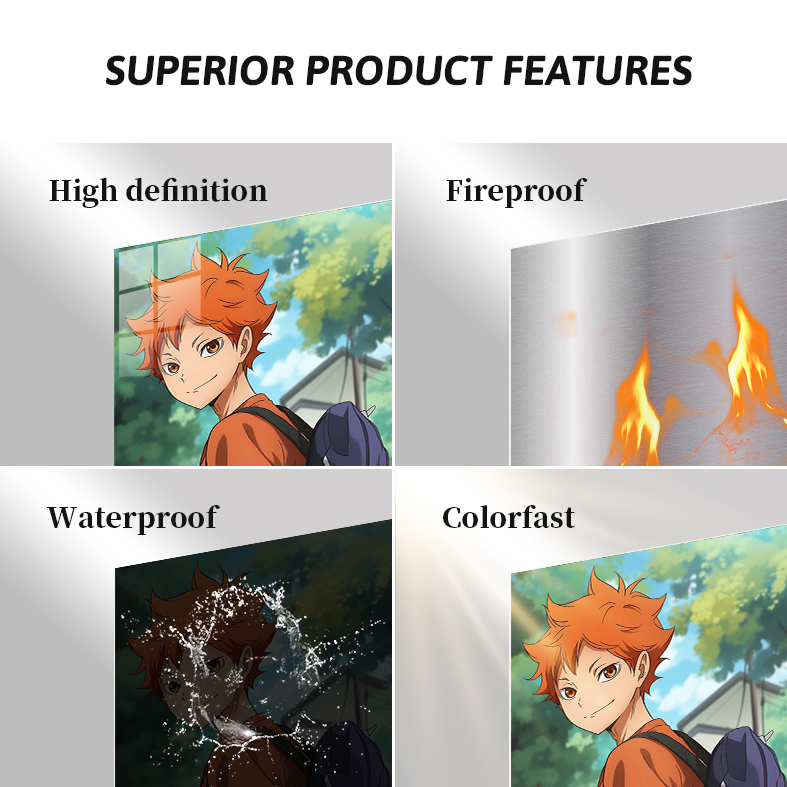 SUPERIOR PRODUCT FEATURES
High definition
Fireproof
Waterproof
Colorfast